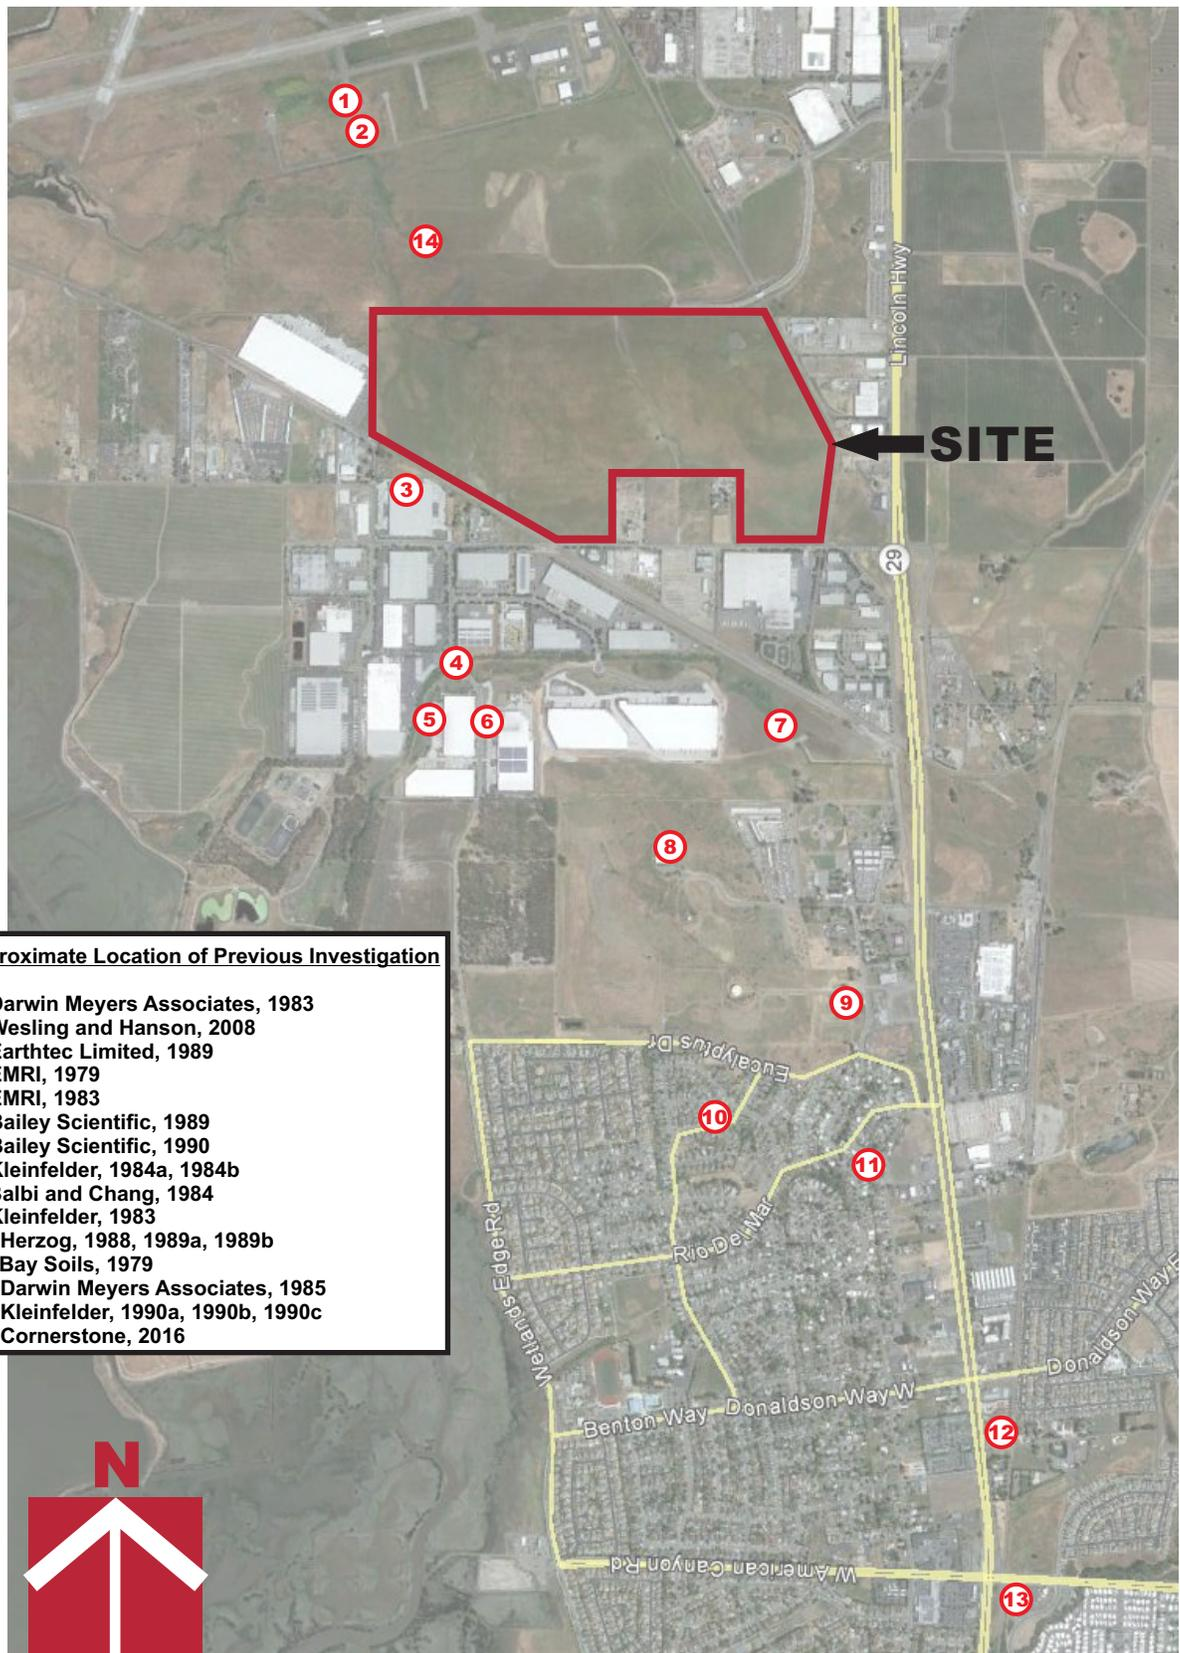 1
2
14
Lincoln Hwy
SITE
3
29
4
5
6
7
8
roximate Location of Previous Investigation
Darwin Meyers Associates, 1983
Wesling and Hanson, 2008
Earthtec Limited, 1989
EMRI, 1979
EMRI, 1983
Bailey Scientific, 1989
Bailey Scientific, 1990
Kleinfelder, 1984a, 1984b
Balbi and Chang, 1984
Kleinfelder, 1983
Herzog, 1988, 1989a, 1989b
Bay Soils, 1979
Darwin Meyers Associates, 1985
Kleinfelder, 1990a, 1990b, 1990c
Cornerstone, 2016
9
Eucalyptus Dr
10
11
Rio Del Mar
Wetlands Edge Rd
Donaldson Way E
Benton Way
Donaldson Way W
12
N
W American Canyon Rd
13